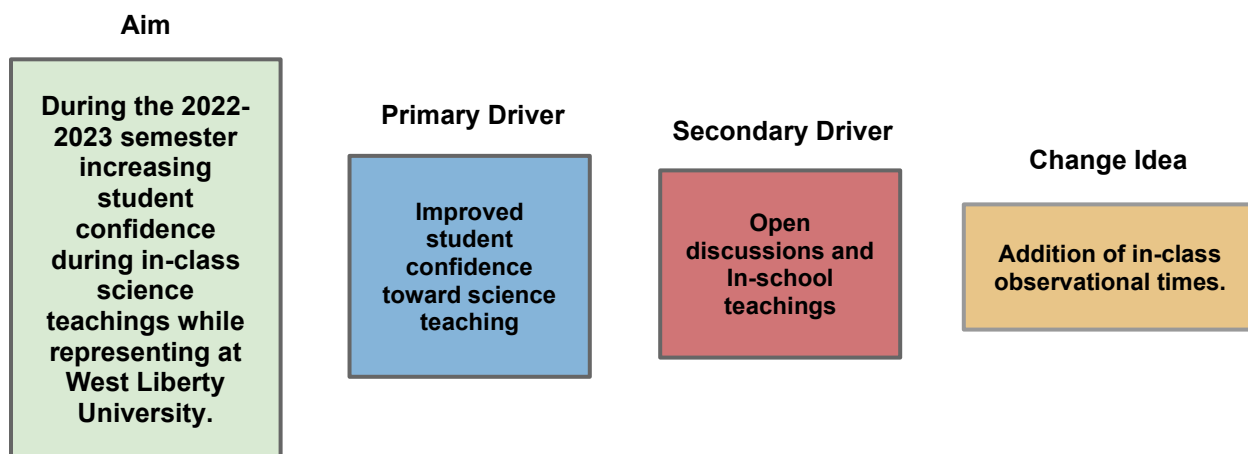 Aim
During the 2022-
2023 semester
increasing
student
confidence
during in-class
science
teachings while
representing at
West Liberty
University.
Primary Driver
Improved
student
confidence
toward science
teaching
Secondary Driver
Open
discussions and
In-school
teachings
Change Idea
Addition of in-class
observational times.